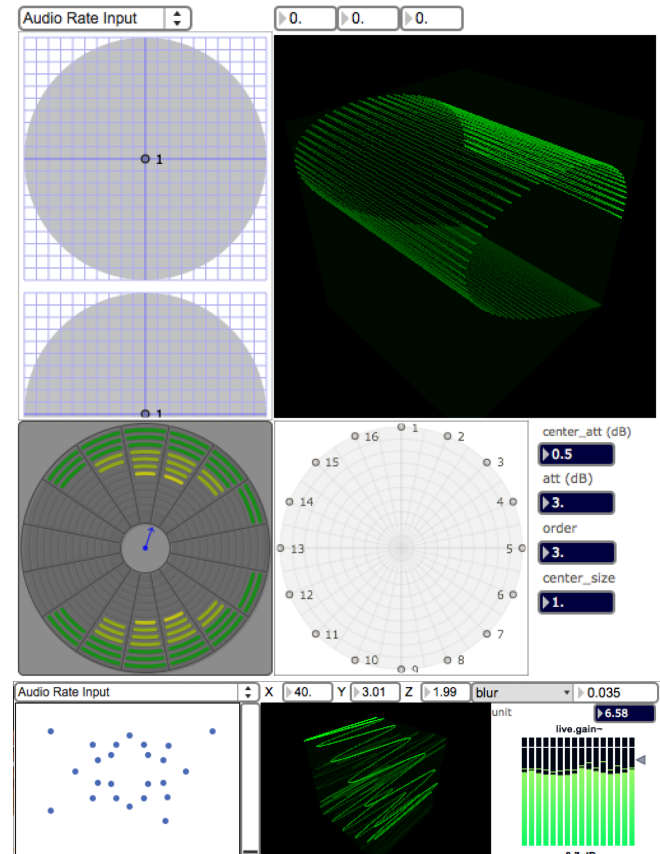 Audio Rate Input
0. 0. 0.
1
1
center_att (dB)
0.5
att (dB)
3.
order
3.
center_size
1.
1
2
3
4
5
6
7
8
9
10
11
12
13
14
15
16
Audio Rate Input X 40. Y 3.01 Z 1.99 blur 0.035
unit 6.58
live.gain~